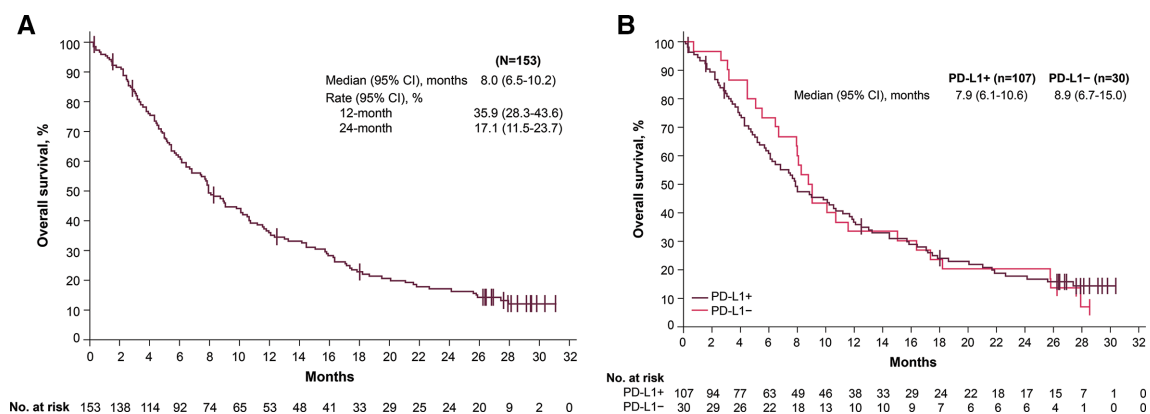 A
(N=153)
Median (95% CI), months 8.0 (6.5-10.2)
Rate (95% CI), %
12-month 35.9 (28.3-43.6)
24-month 17.1 (11.5-23.7)
Overall survival, %
100
90
80
70
60
50
40
30
20
10
0
0 2 4 6 8 10 12 14 16 18 20 22 24 26 28 30 32
Months
No. at risk 153 138 114 92 74 65 53 48 41 33 29 25 24 20 9 2 0
B
PD-L1+ (n=107) PD-L1− (n=30)
Median (95% CI), months 7.9 (6.1-10.6) 8.9 (6.7-15.0)
Overall survival, %
100
90
80
70
60
50
40
30
20
10
0
PD-L1+
PD-L1−
0 2 4 6 8 10 12 14 16 18 20 22 24 26 28 30 32
Months
No. at risk
PD-L1+ 107 94 77 63 49 46 38 33 29 24 22 18 17 15 7 1 0
PD-L1− 30 29 26 22 18 13 10 10 9 7 6 6 6 4 1 0 0